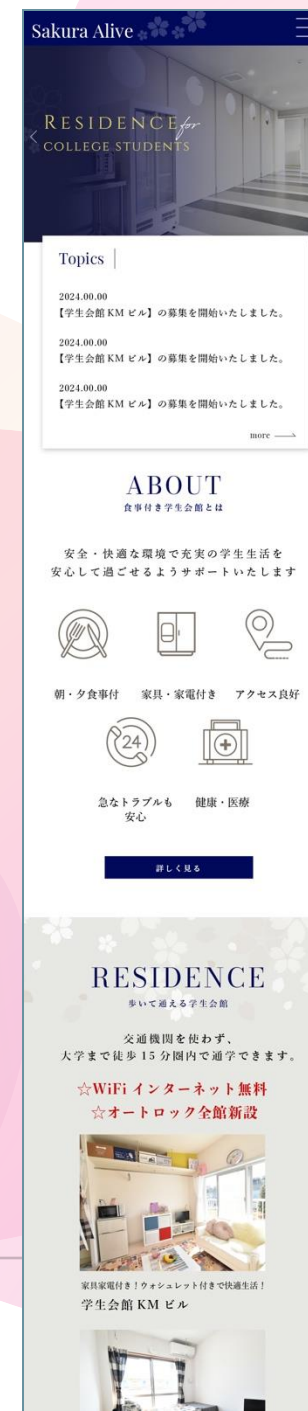 Sakura Alive
RESIDENCE for
COLLEGE STUDENTS
Topics
2024.00.00
【学生会館 KM ビル】の募集を開始いたしました。
2024.00.00
【学生会館 KM ビル】の募集を開始いたしました。
2024.00.00
【学生会館 KM ビル】の募集を開始いたしました。
more
ABOUT
食事付き学生会館とは
安全・快適な環境で充実の学生生活を
安心して過ごせるようサポートいたします
朝・夕食事付 家具・家電付き アクセス良好
24
急なトラブルも 健康・医療
安心
詳しく見る
RESIDENCE
歩いて通える学生会館
交通機関を使わず、
大学まで徒歩 15 分圏内で通学できます。
☆WiFi インターネット無料
☆オートロック全館新設
家具家電付き！ウォシュレット付きで快適生活！
学生会館 KM ビル